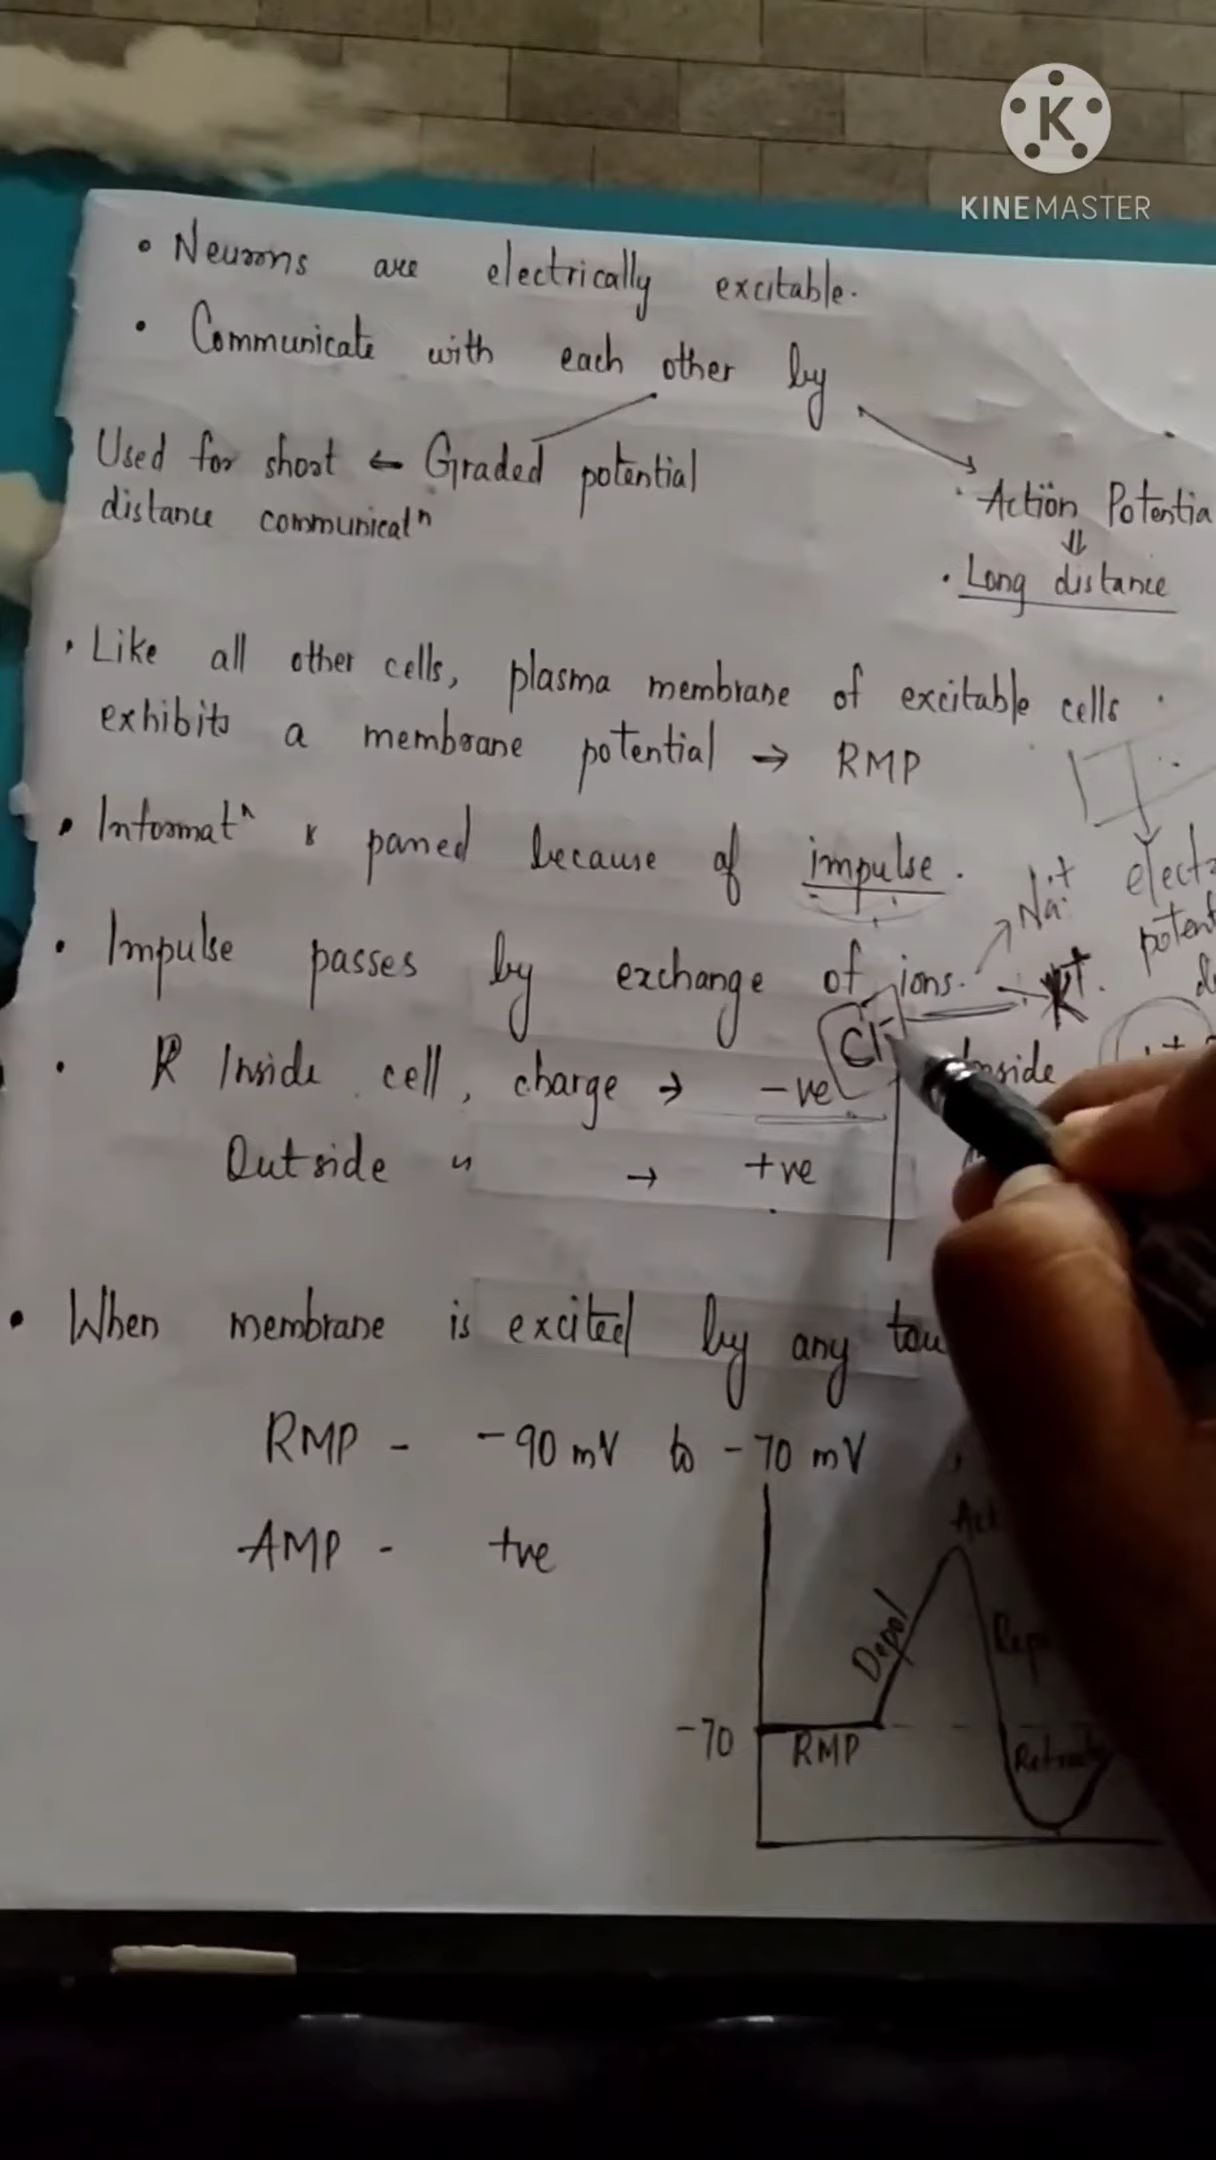 K
KINEMASTER
• Neurons are electrically excitable.
• Communicate with each other by
Used for short ← Graded potential
distance communicatⁿ
Action Potentia
⇓
• Long distance
• Like all other cells, plasma membrane of excitable cells
exhibits a membrane potential → RMP
• Informatⁿ is passed because of impulse.
Na+
• Impulse passes by exchange of ions.
K+.
Cl-
• Inside cell, charge → -ve
Outside " → +ve
• When membrane is excited by any
RMP - -90 mV to -70 mV
AMP - +ve
Depol
-70
RMP